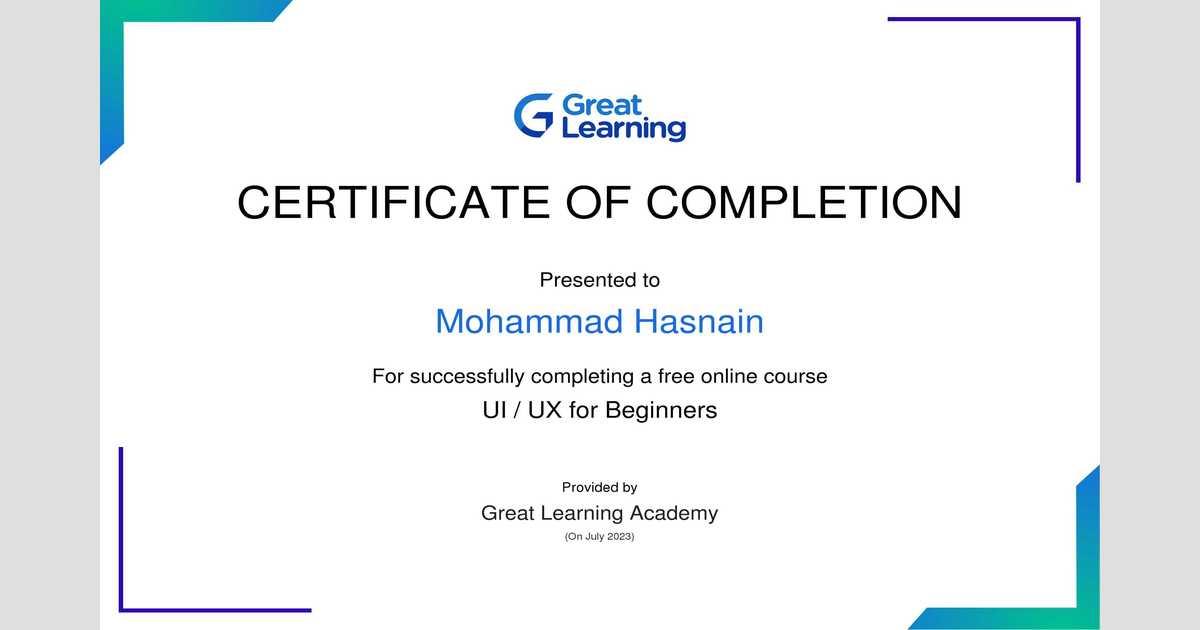 Great
Learning
CERTIFICATE OF COMPLETION
Presented to
Mohammad Hasnain
For successfully completing a free online course
UI / UX for Beginners
Provided by
Great Learning Academy
(On July 2023)